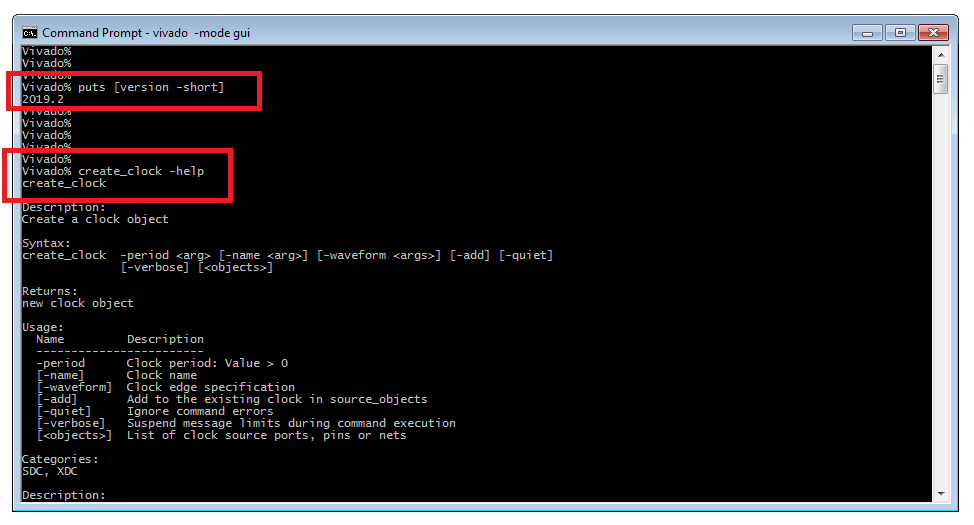 Command Prompt - vivado  -mode gui
Vivado%
Vivado%
Vivado%
Vivado% puts [version -short]
2019.2
Vivado%
Vivado%
Vivado%
Vivado%
Vivado%
Vivado% create_clock -help
create_clock

Description:
Create a clock object

Syntax:
create_clock  -period <arg> [-name <arg>] [-waveform <args>] [-add] [-quiet]
              [-verbose] [<objects>]

Returns:
new clock object

Usage:
  Name         Description
  ------------------------
  -period      Clock period: Value > 0
  [-name]      Clock name
  [-waveform]  Clock edge specification
  [-add]       Add to the existing clock in source_objects
  [-quiet]     Ignore command errors
  [-verbose]   Suspend message limits during command execution
  [<objects>]  List of clock source ports, pins or nets

Categories:
SDC, XDC

Description: